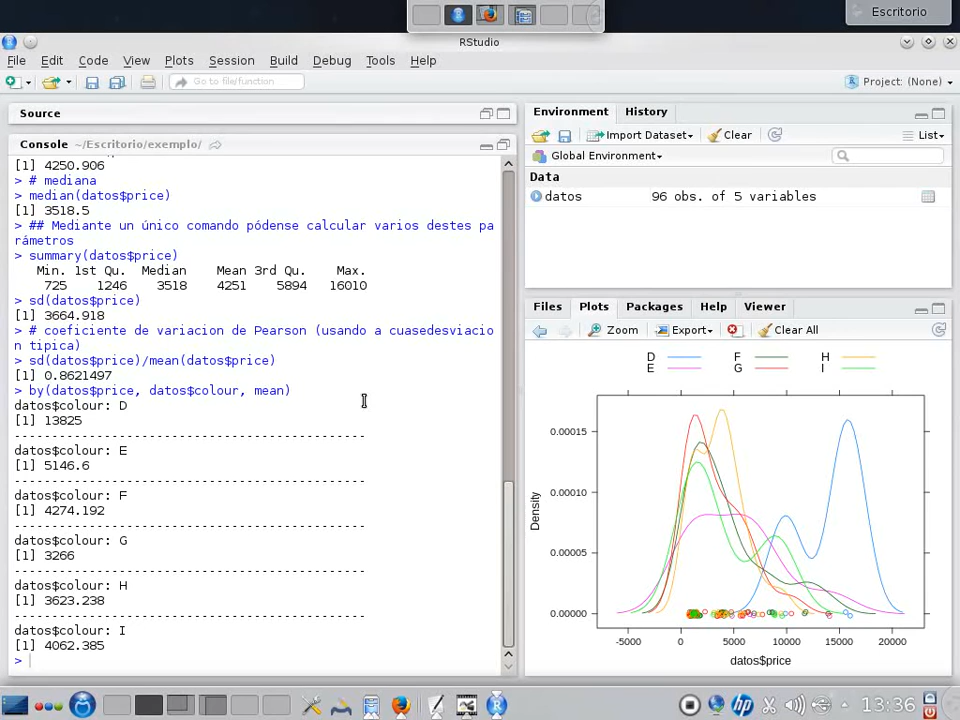 Escritorio
RStudio
File Edit Code View Plots Session Build Debug Tools Help
Go to file/function
Project: (None)
Source
Console ~/Escritorio/exemplo/
[1] 4250.906
> # mediana
> median(datos$price)
[1] 3518.5
> ## Mediante un único comando pódense calcular varios destes pa
rámetros
> summary(datos$price)
Min. 1st Qu. Median Mean 3rd Qu. Max.
725 1246 3518 4251 5894 16010
> sd(datos$price)
[1] 3664.918
> # coeficiente de variacion de Pearson (usando a cuasedesviacio
n tipica)
> sd(datos$price)/mean(datos$price)
[1] 0.8621497
> by(datos$price, datos$colour, mean)
datos$colour: D
[1] 13825
-----------------------------------------------
datos$colour: E
[1] 5146.6
-----------------------------------------------
datos$colour: F
[1] 4274.192
-----------------------------------------------
datos$colour: G
[1] 3266
-----------------------------------------------
datos$colour: H
[1] 3623.238
-----------------------------------------------
datos$colour: I
[1] 4062.385
>
Environment History
Import Dataset Clear List
Global Environment
Data
datos 96 obs. of 5 variables
Files Plots Packages Help Viewer
Zoom Export Clear All
D F H
E G I
0.00015
0.00010
0.00005
0.00000
Density
-5000 0 5000 10000 15000 20000
datos$price
13:36